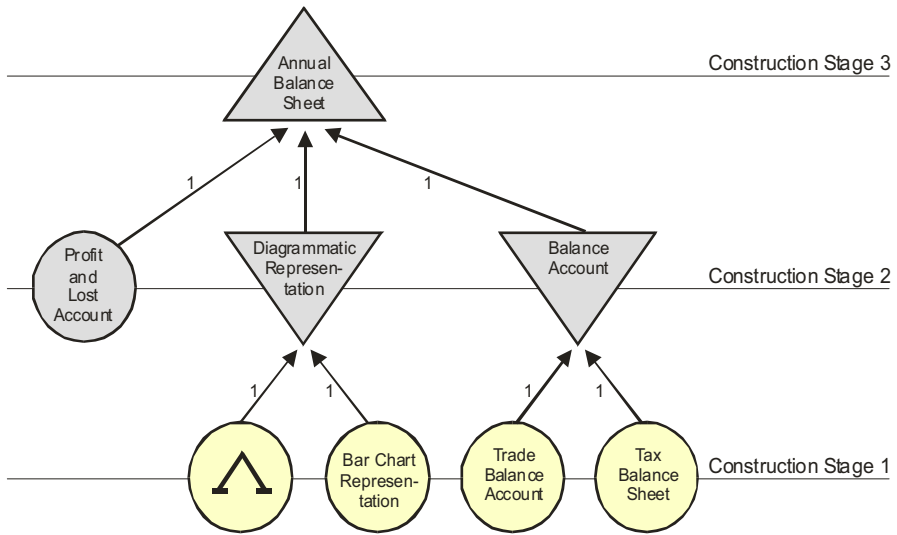 Annual
Balance
Sheet
Construction Stage 3
1
1
1
Profit
and
Lost
Account
Diagrammatic
Represen-
tation
Balance
Account
Construction Stage 2
1
1
1
1
Bar Chart
Represen-
tation
Trade
Balance
Account
Tax
Balance
Sheet
Construction Stage 1